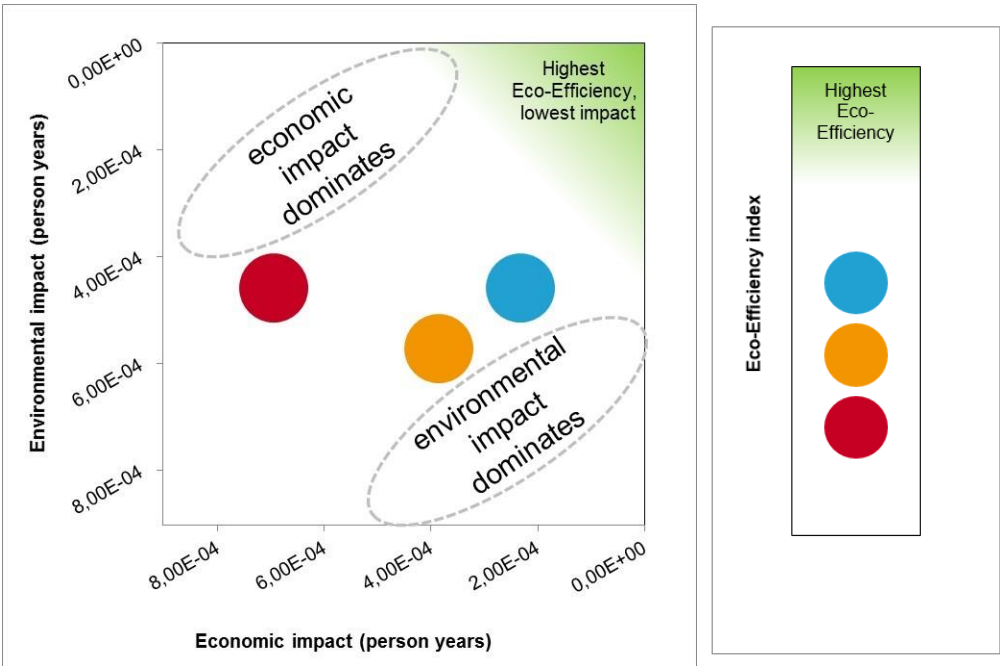 0,00E+00
2,00E-04
4,00E-04
6,00E-04
8,00E-04
Environmental impact (person years)
economic
impact
dominates
Highest
Eco-Efficiency,
lowest impact
environmental
impact
dominates
8,00E-04
6,00E-04
4,00E-04
2,00E-04
0,00E+00
Economic impact (person years)
Highest
Eco-
Efficiency
Eco-Efficiency index